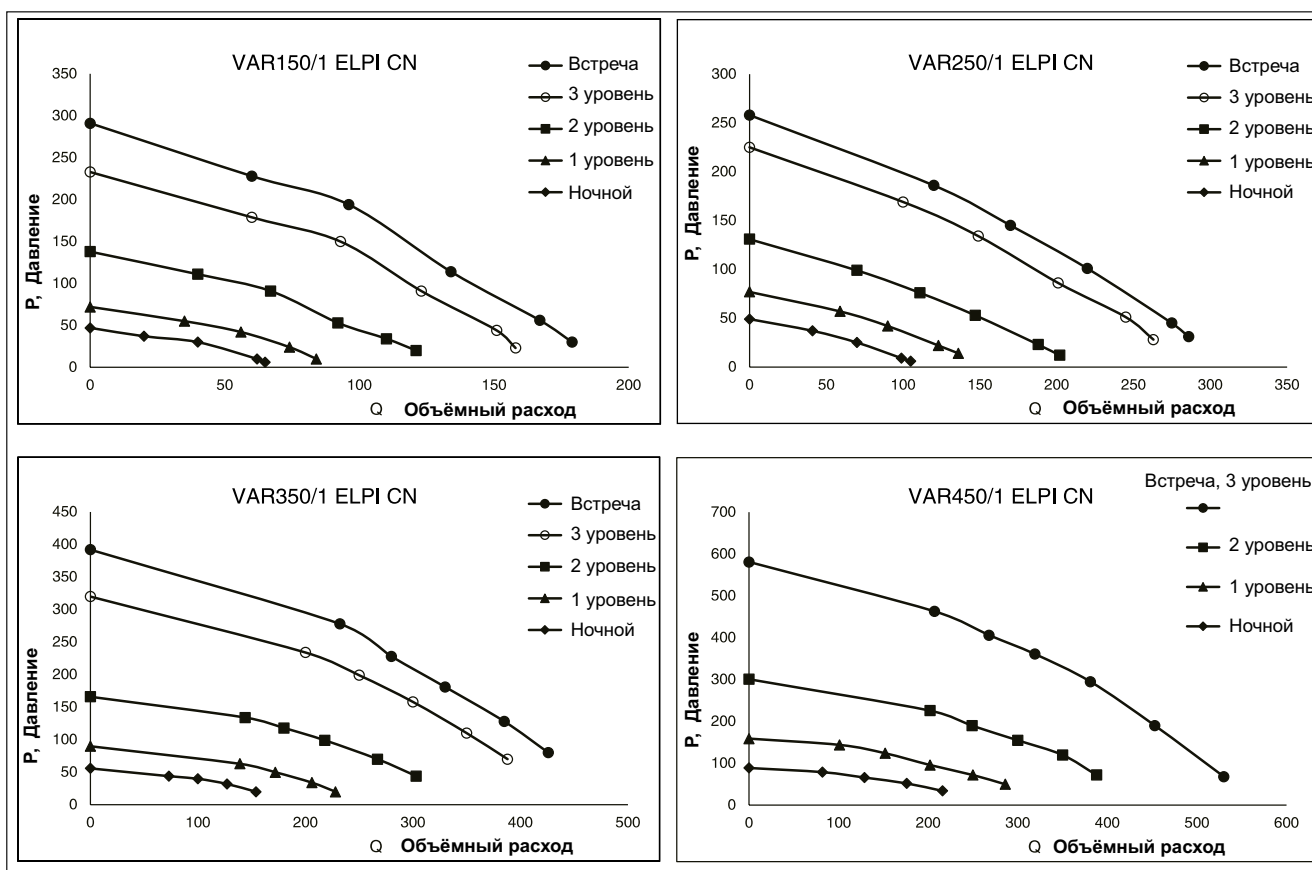 VAR150/1 ELPI CN
P, Давление
350
300
250
200
150
100
50
0
0 50 100 150 200
Q Объёмный расход
Встреча
3 уровень
2 уровень
1 уровень
Ночной
VAR250/1 ELPI CN
P, Давление
300
250
200
150
100
50
0
0 50 100 150 200 250 300 350
Q Объёмный расход
Встреча
3 уровень
2 уровень
1 уровень
Ночной
VAR350/1 ELPI CN
P, Давление
450
400
350
300
250
200
150
100
50
0
0 100 200 300 400 500
Q Объёмный расход
Встреча
3 уровень
2 уровень
1 уровень
Ночной
VAR450/1 ELPI CN
P, Давление
700
600
500
400
300
200
100
0
0 100 200 300 400 500 600
Q Объёмный расход
Встреча, 3 уровень
2 уровень
1 уровень
Ночной